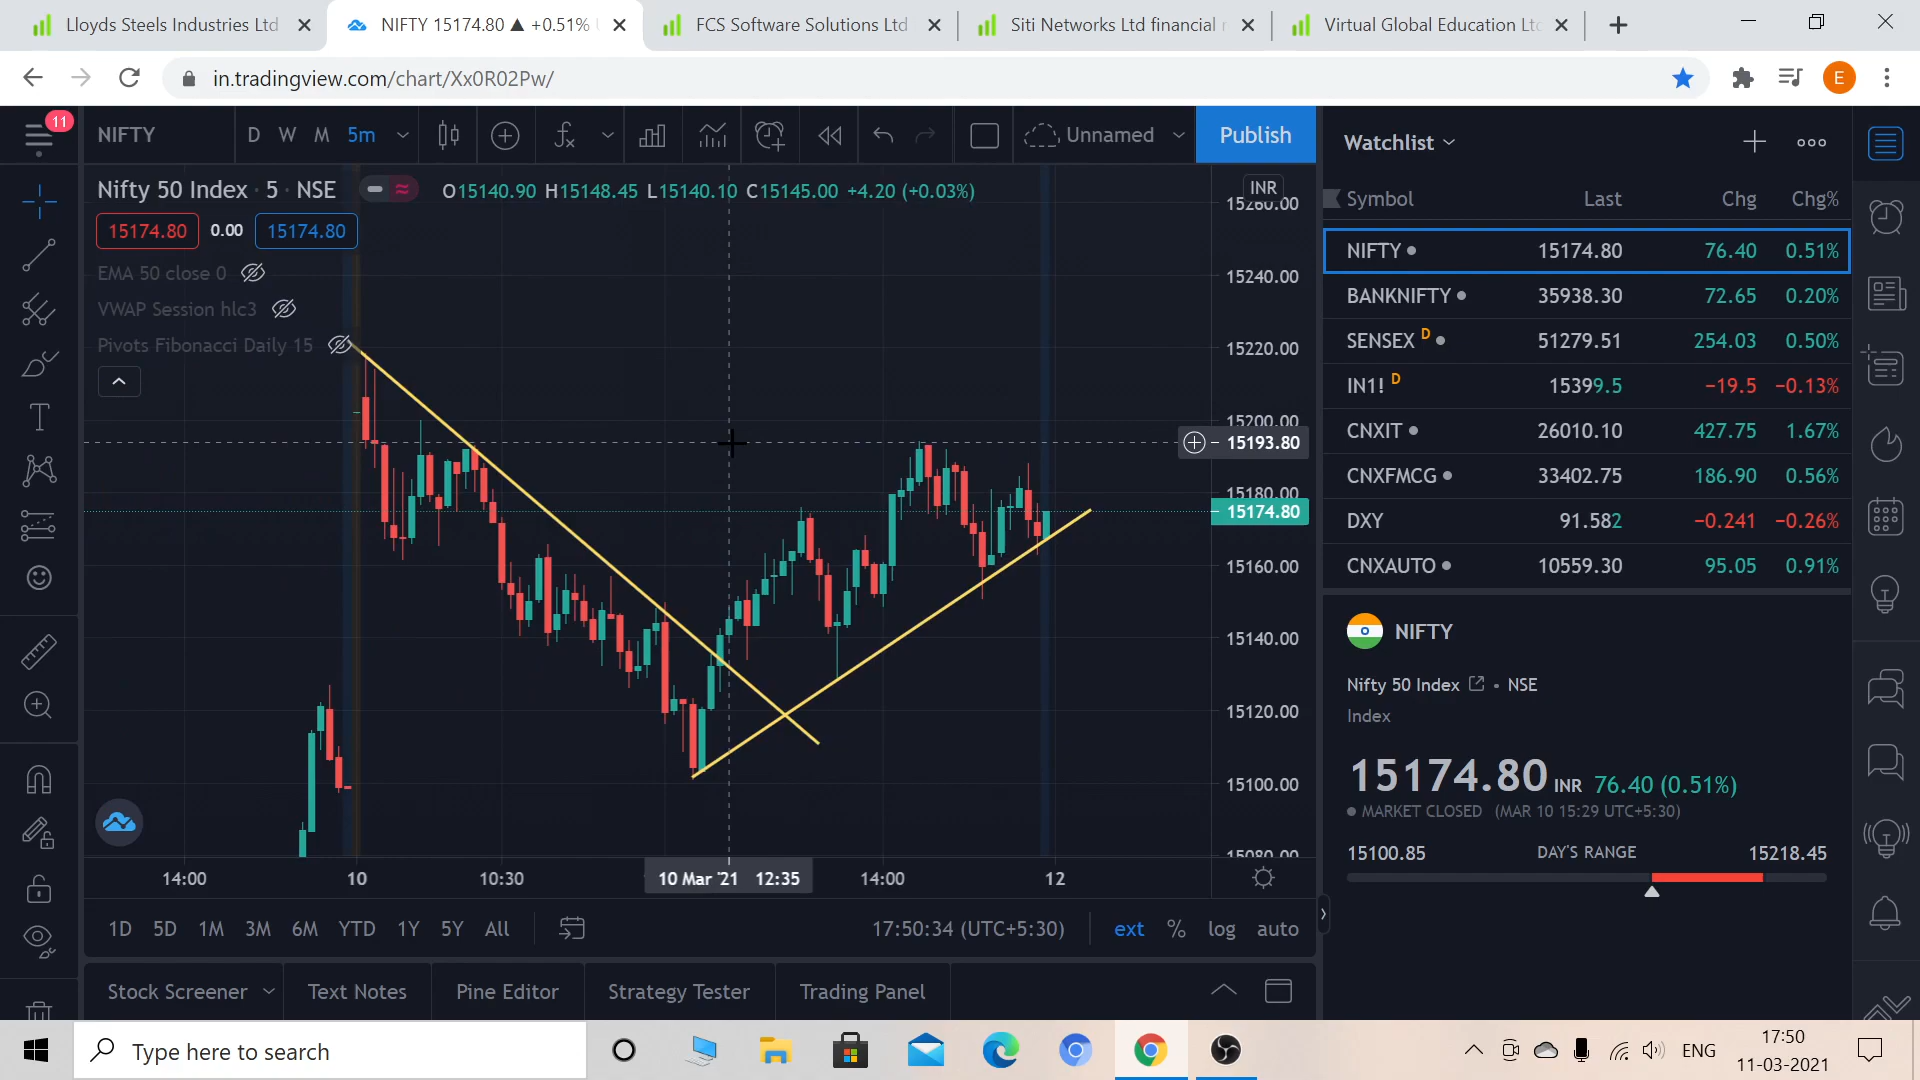 Lloyds Steels Industries Ltd
NIFTY 15174.80 ▲ +0.51%
FCS Software Solutions Ltd
Siti Networks Ltd financial
Virtual Global Education Ltd
in.tradingview.com/chart/Xx0R02Pw/
E
11
NIFTY
D W M 5m
Unnamed
Publish
Nifty 50 Index · 5 · NSE
O15140.90 H15148.45 L15140.10 C15145.00 +4.20 (+0.03%)
15174.80 0.00 15174.80
EMA 50 close 0
VWAP Session hlc3
Pivots Fibonacci Daily 15
INR
15260.00
15240.00
15220.00
15200.00
15193.80
15180.00
15174.80
15160.00
15140.00
15120.00
15100.00
15080.00
14:00 10 10:30 10 Mar '21 12:35 14:00 12
1D 5D 1M 3M 6M YTD 1Y 5Y All
17:50:34 (UTC+5:30)
ext % log auto
Stock Screener Text Notes Pine Editor Strategy Tester Trading Panel
Watchlist
Symbol Last Chg Chg%
NIFTY 15174.80 76.40 0.51%
BANKNIFTY 35938.30 72.65 0.20%
SENSEX D 51279.51 254.03 0.50%
IN1! D 15399.5 −19.5 −0.13%
CNXIT 26010.10 427.75 1.67%
CNXFMCG 33402.75 186.90 0.56%
DXY 91.582 −0.241 −0.26%
CNXAUTO 10559.30 95.05 0.91%
NIFTY
Nifty 50 Index • NSE
Index
15174.80 INR 76.40 (0.51%)
MARKET CLOSED (MAR 10 15:29 UTC+5:30)
15100.85 DAY'S RANGE 15218.45
Type here to search
ENG
17:50
11-03-2021